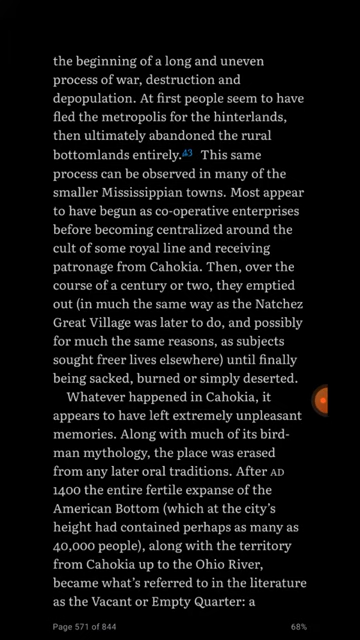 the beginning of a long and uneven
process of war, destruction and
depopulation. At first people seem to have
fled the metropolis for the hinterlands,
then ultimately abandoned the rural
bottomlands entirely.43 This same
process can be observed in many of the
smaller Mississippian towns. Most appear
to have begun as co-operative enterprises
before becoming centralized around the
cult of some royal line and receiving
patronage from Cahokia. Then, over the
course of a century or two, they emptied
out (in much the same way as the Natchez
Great Village was later to do, and possibly
for much the same reasons, as subjects
sought freer lives elsewhere) until finally
being sacked, burned or simply deserted.
Whatever happened in Cahokia, it
appears to have left extremely unpleasant
memories. Along with much of its bird-
man mythology, the place was erased
from any later oral traditions. After AD
1400 the entire fertile expanse of the
American Bottom (which at the city's
height had contained perhaps as many as
40,000 people), along with the territory
from Cahokia up to the Ohio River,
became what's referred to in the literature
as the Vacant or Empty Quarter: a
Page 571 of 844 68%